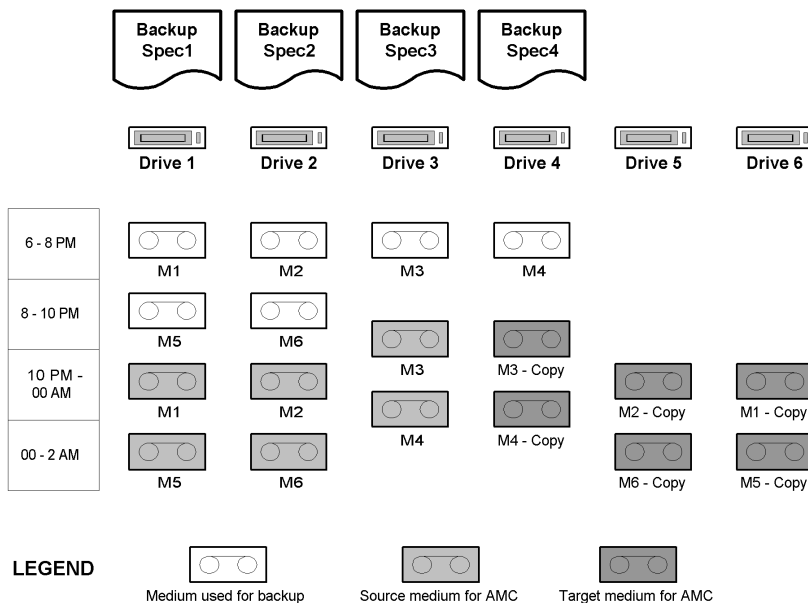 Backup
Spec1
Backup
Spec2
Backup
Spec3
Backup
Spec4
Drive 1
Drive 2
Drive 3
Drive 4
Drive 5
Drive 6
6 - 8 PM
M1
M2
M3
M4
8 - 10 PM
M5
M6
M3
M3 - Copy
10 PM -
00 AM
M1
M2
M2 - Copy
M1 - Copy
M4
M4 - Copy
00 - 2 AM
M5
M6
M6 - Copy
M5 - Copy
LEGEND
Medium used for backup
Source medium for AMC
Target medium for AMC